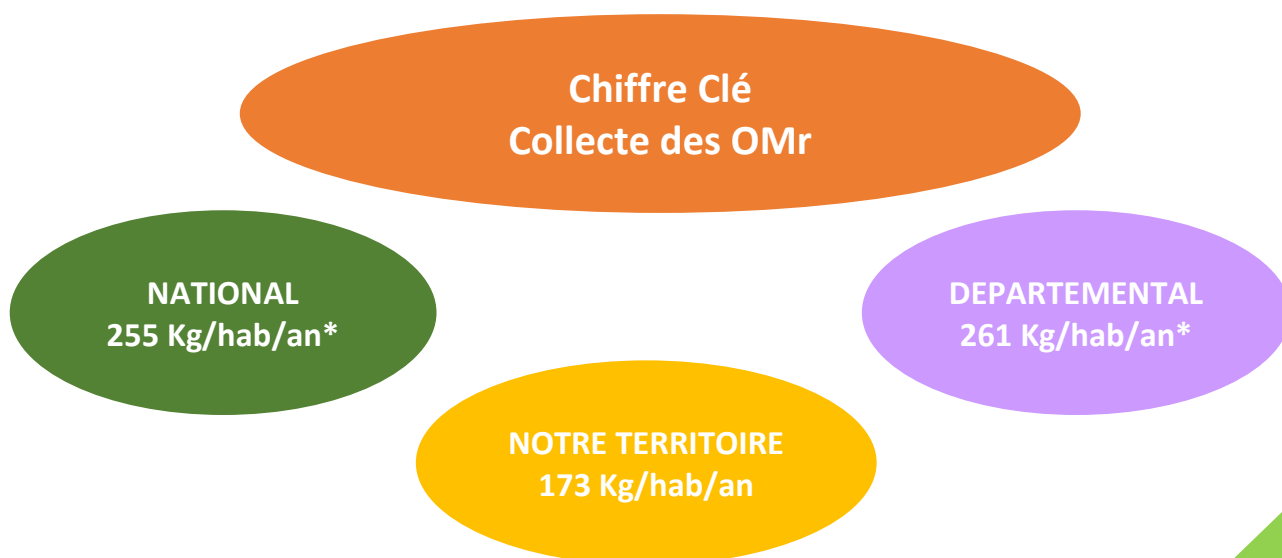 Chiffre Clé
Collecte des OMr
NATIONAL
255 Kg/hab/an*
DEPARTEMENTAL
261 Kg/hab/an*
NOTRE TERRITOIRE
173 Kg/hab/an